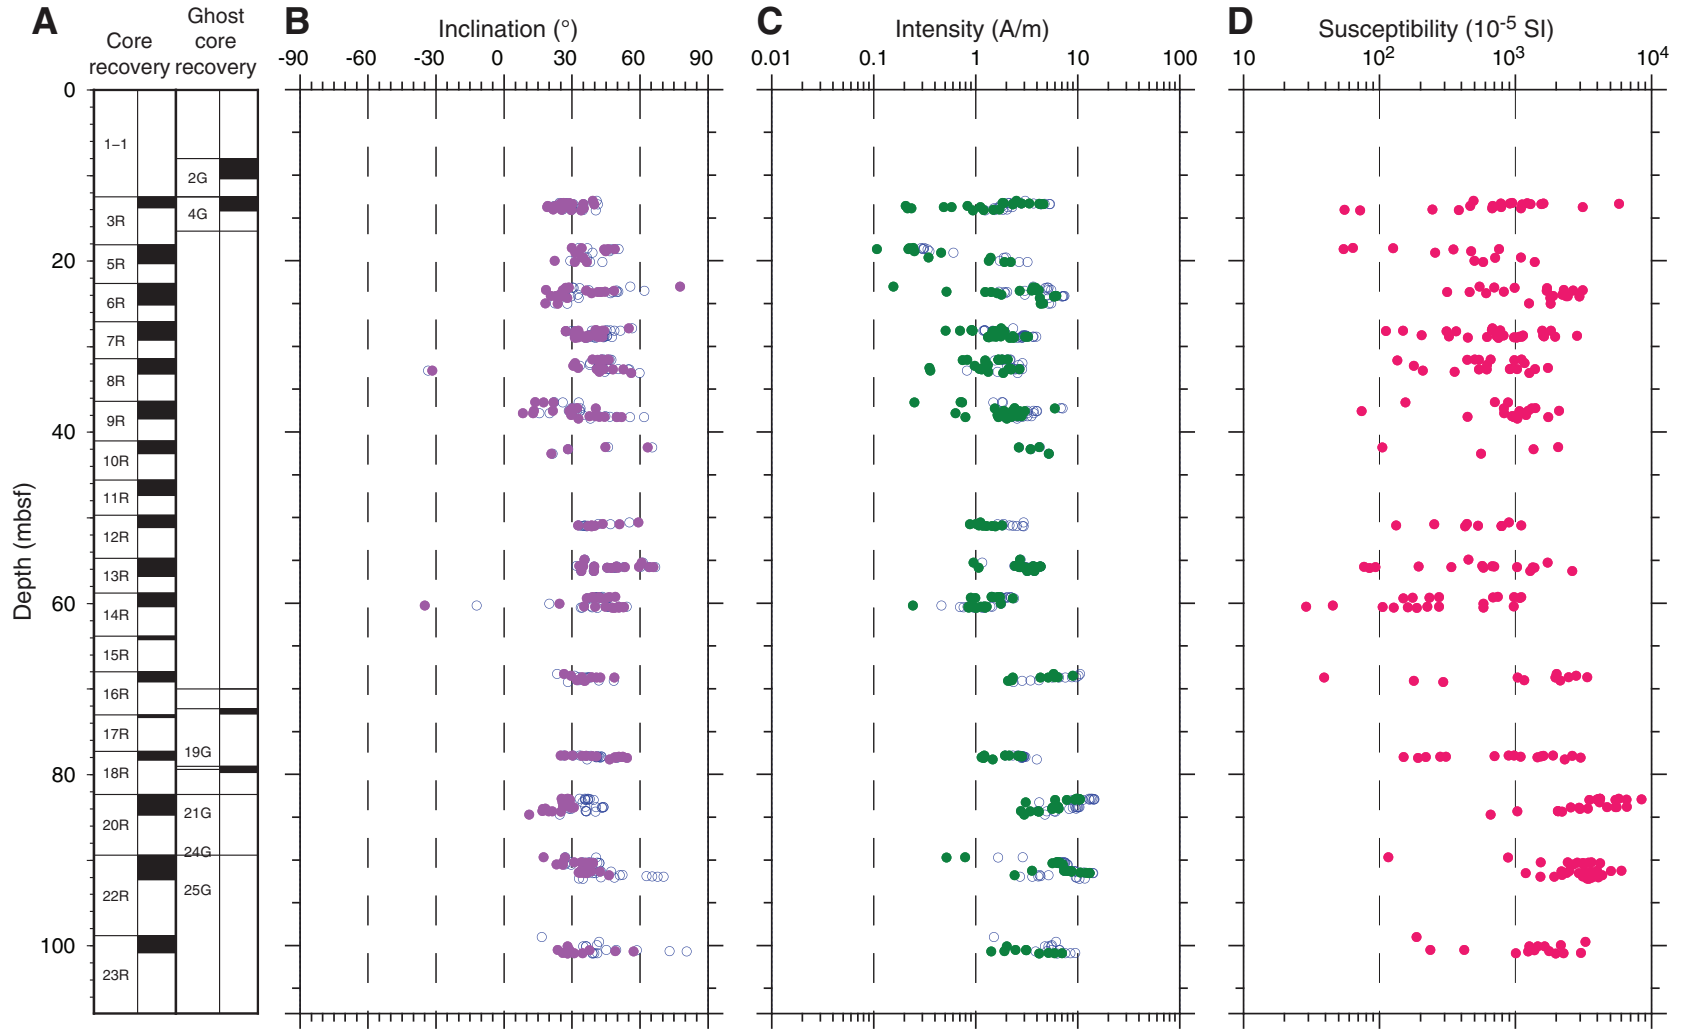 A
Core
recovery
Ghost
core
recovery
B
Inclination (°)
-90 -60 -30 0 30 60 90
C
Intensity (A/m)
0.01 0.1 1 10 100
D
Susceptibility (10-5 SI)
10 102 103 104
Depth (mbsf)
0
20
40
60
80
100
1–1
3R
5R
6R
7R
8R
9R
10R
11R
12R
13R
14R
15R
16R
17R
18R
20R
22R
23R
2G
4G
19G
21G
24G
25G